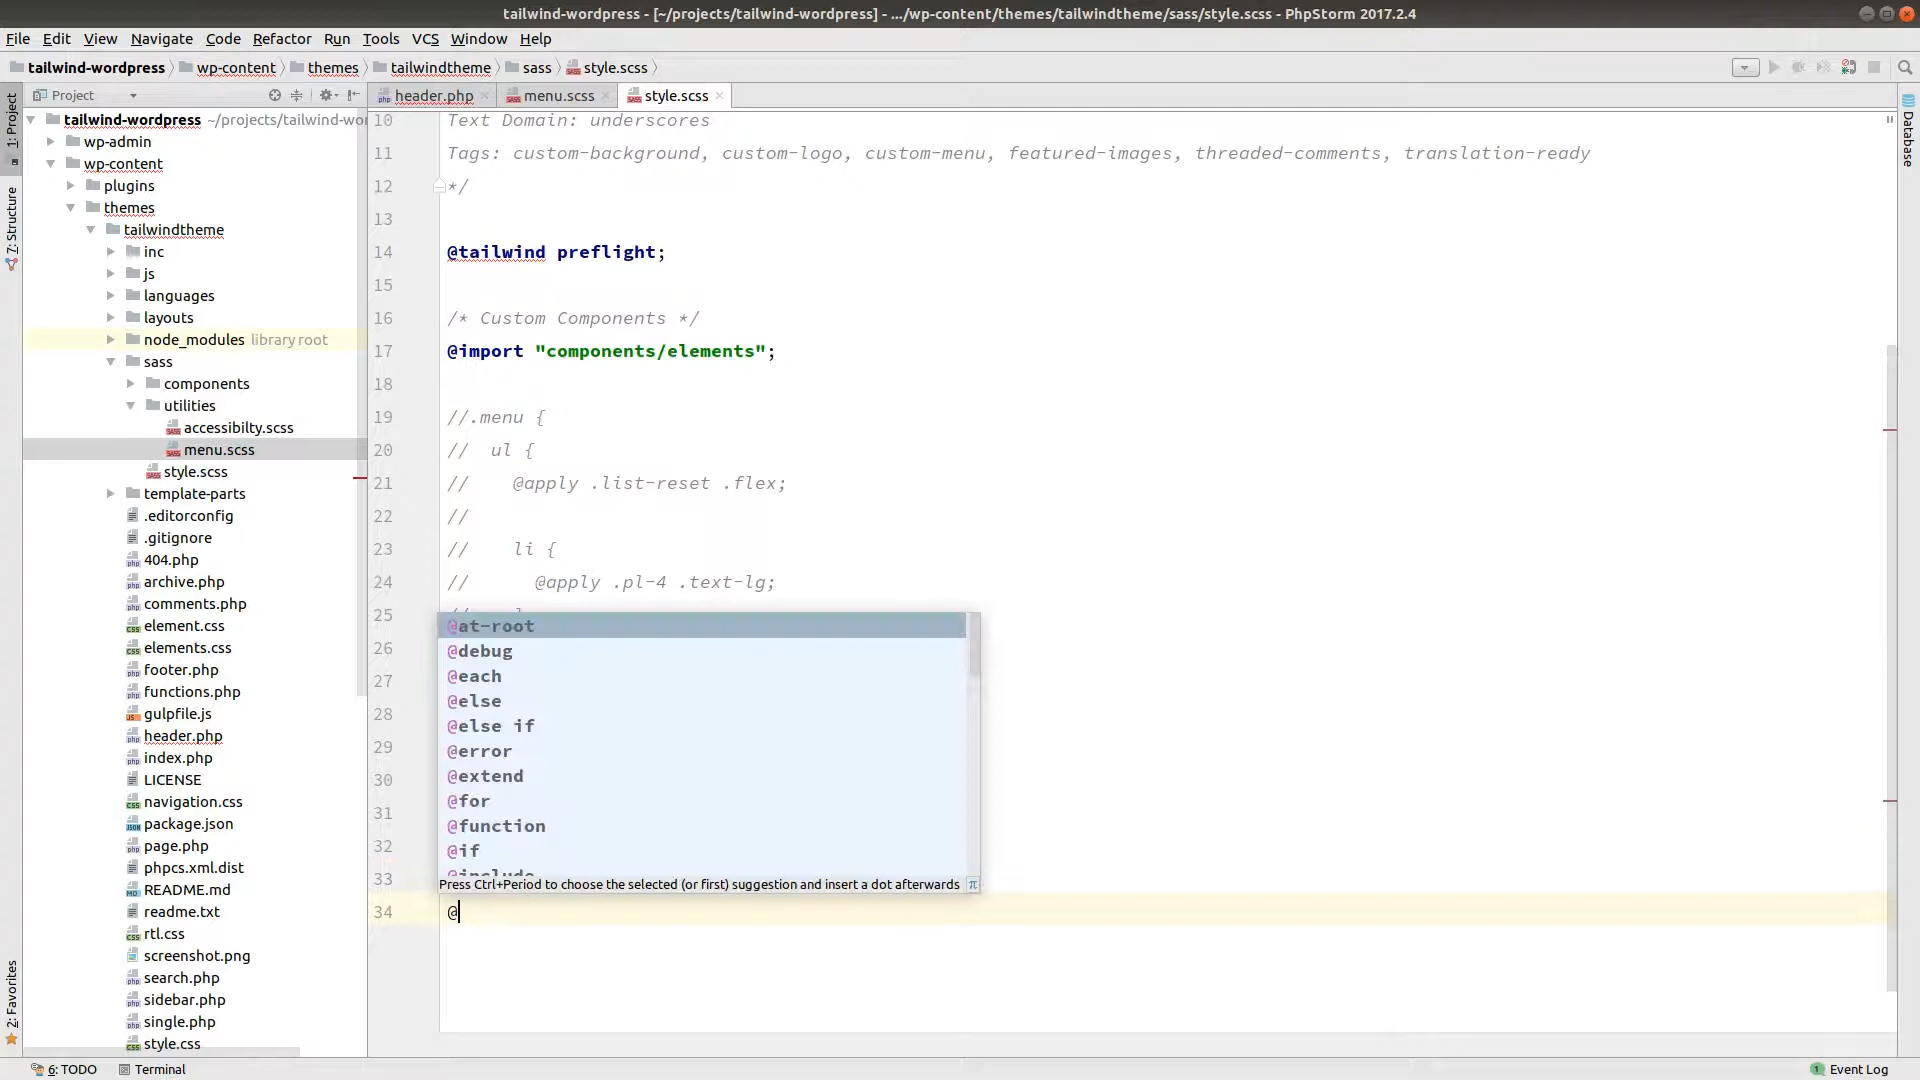 tailwind-wordpress - [~/projects/tailwind-wordpress] - .../wp-content/themes/tailwindtheme/sass/style.scss - PhpStorm 2017.2.4
File Edit View Navigate Code Refactor Run Tools VCS Window Help
tailwind-wordpress wp-content themes tailwindtheme sass style.scss
Project
header.php menu.scss style.scss
1: Project
7: Structure
2: Favorites
tailwind-wordpress ~/projects/tailwind-wor
wp-admin
wp-content
plugins
themes
tailwindtheme
inc
js
languages
layouts
node_modules library root
sass
components
utilities
accessibilty.scss
menu.scss
style.scss
template-parts
.editorconfig
.gitignore
404.php
archive.php
comments.php
element.css
elements.css
footer.php
functions.php
gulpfile.js
header.php
index.php
LICENSE
navigation.css
package.json
page.php
phpcs.xml.dist
README.md
readme.txt
rtl.css
screenshot.png
search.php
sidebar.php
single.php
style.css
10 Text Domain: underscores
11 Tags: custom-background, custom-logo, custom-menu, featured-images, threaded-comments, translation-ready
12 */
13
14 @tailwind preflight;
15
16 /* Custom Components */
17 @import "components/elements";
18
19 //.menu {
20 // ul {
21 // @apply .list-reset .flex;
22 //
23 // li {
24 // @apply .pl-4 .text-lg;
25
26
27
28
29
30
31
32
33
34 @
@at-root
@debug
@each
@else
@else if
@error
@extend
@for
@function
@if
@include
Press Ctrl+Period to choose the selected (or first) suggestion and insert a dot afterwards π
Database
6: TODO Terminal
1 Event Log